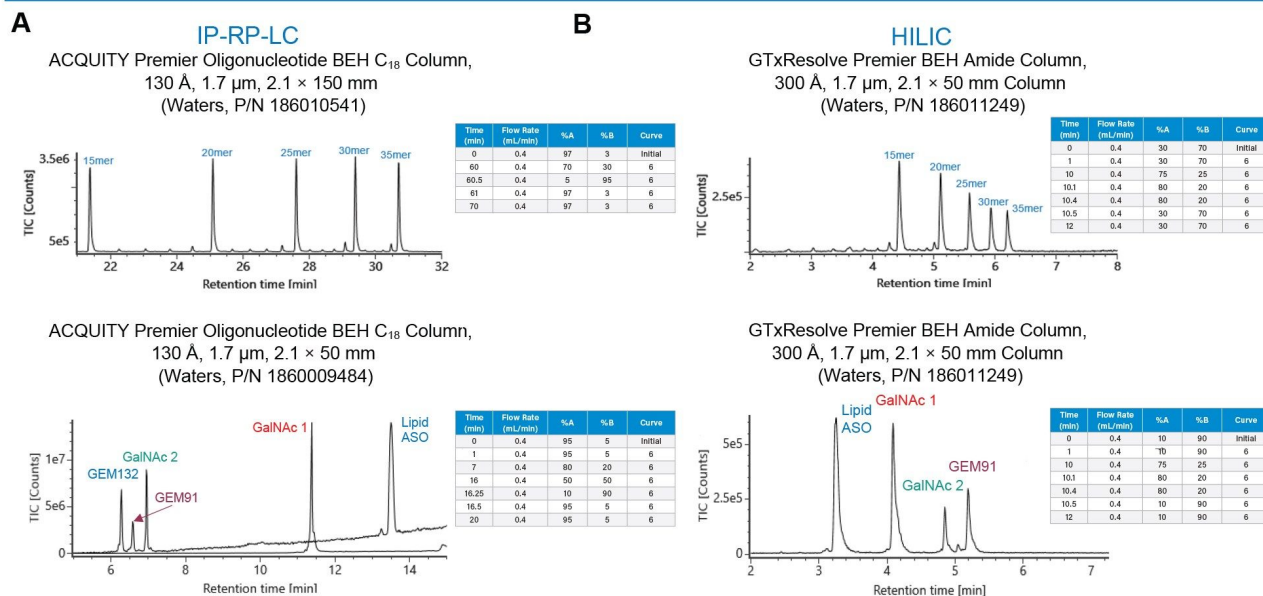 A
IP-RP-LC
ACQUITY Premier Oligonucleotide BEH C₁₈ Column,
130 Å, 1.7 µm, 2.1 × 150 mm
(Waters, P/N 186010541)
TIC [Counts]
3.5e6
5e5
15mer
20mer
25mer
30mer
35mer
22
24
26
28
30
32
Retention time [min]
Time (min) Flow Rate (mL/min) %A %B Curve
0 0.4 97 3 Initial
60 0.4 70 30 6
60.5 0.4 5 95 6
61 0.4 97 3 6
70 0.4 97 3 6
ACQUITY Premier Oligonucleotide BEH C₁₈ Column,
130 Å, 1.7 µm, 2.1 × 50 mm
(Waters, P/N 1860009484)
TIC [Counts]
1e7
5e6
0
GEM132
GalNAc 2
GEM91
GalNAc 1
Lipid
ASO
6
8
10
12
14
Retention time [min]
Time (min) Flow Rate (mL/min) %A %B Curve
0 0.4 95 5 Initial
1 0.4 95 5 6
7 0.4 80 20 6
16 0.4 50 50 6
16.25 0.4 10 90 6
16.5 0.4 95 5 6
20 0.4 95 5 6
B
HILIC
GTxResolve Premier BEH Amide Column,
300 Å, 1.7 µm, 2.1 × 50 mm Column
(Waters, P/N 186011249)
TIC [Counts]
2.5e5
15mer
20mer
25mer
30mer
35mer
2
3
4
5
6
7
8
Retention time [min]
Time (min) Flow Rate (mL/min) %A %B Curve
0 0.4 30 70 Initial
1 0.4 30 70 6
10 0.4 75 25 6
10.1 0.4 80 20 6
10.4 0.4 80 20 6
10.5 0.4 30 70 6
12 0.4 30 70 6
GTxResolve Premier BEH Amide Column,
300 Å, 1.7 µm, 2.1 × 50 mm Column
(Waters, P/N 186011249)
TIC [Counts]
5e5
2.5e5
0
Lipid
ASO
GalNAc 1
GalNAc 2
GEM91
2
3
4
5
6
7
Retention time [min]
Time (min) Flow Rate (mL/min) %A %B Curve
0 0.4 10 90 Initial
1 0.4 10 90 6
10 0.4 75 25 6
10.1 0.4 80 20 6
10.4 0.4 80 20 6
10.5 0.4 10 90 6
12 0.4 10 90 6